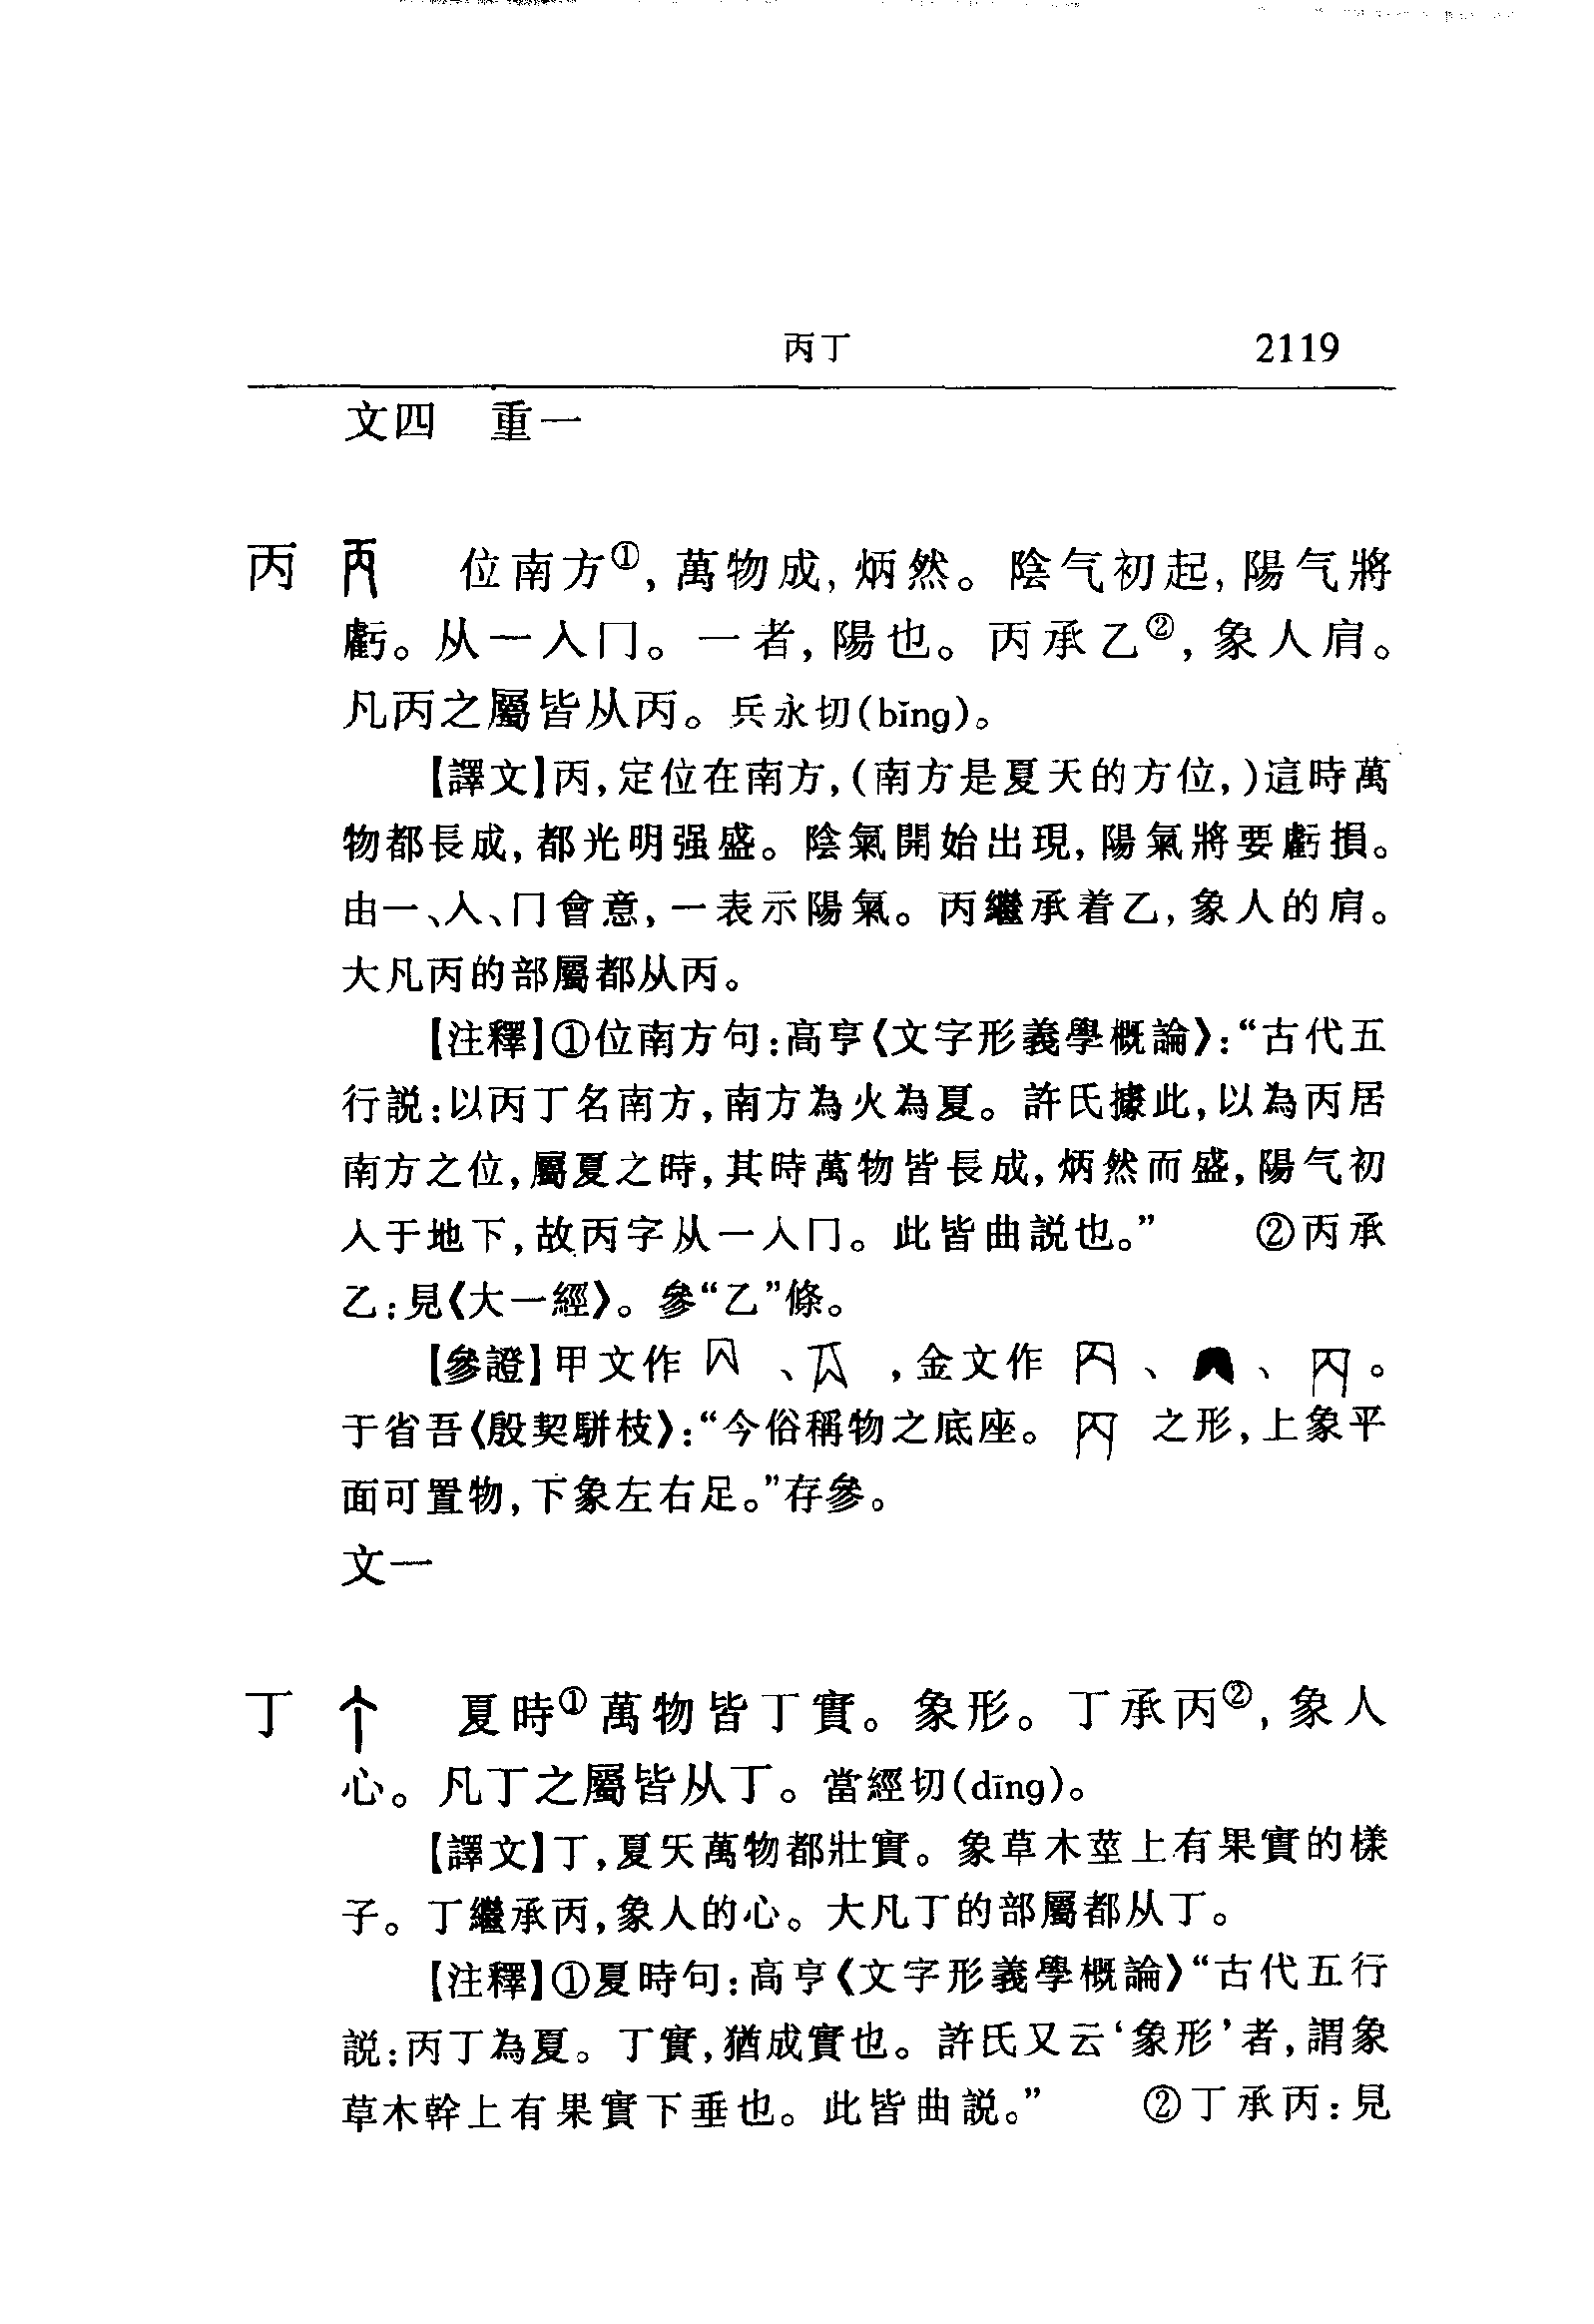 丙丁 2119
文四 重一
丙 位南方①，萬物成，炳然。陰气初起，陽气將
虧。从一入冂。一者，陽也。丙承乙②，象人肩。
凡丙之屬皆从丙。兵永切(bǐng)。
【譯文】丙，定位在南方，(南方是夏天的方位，)這時萬
物都長成，都光明强盛。陰氣開始出現，陽氣將要虧損。
由一、入、冂會意，一表示陽氣。丙繼承着乙，象人的肩。
大凡丙的部屬都从丙。
【注釋】①位南方句：高亨《文字形義學概論》：“古代五
行説：以丙丁名南方，南方為火為夏。許氏據此，以為丙居
南方之位，屬夏之時，其時萬物皆長成，炳然而盛，陽气初
入于地下，故丙字从一入冂。此皆曲説也。” ②丙承
乙：見《大一經》。參“乙”條。
【參證】甲文作 、 ，金文作 、 、 。
于省吾《殷契駢枝》：“今俗稱物之底座。 之形，上象平
面可置物，下象左右足。”存參。
文一
丁 夏時①萬物皆丁實。象形。丁承丙②，象人
心。凡丁之屬皆从丁。當經切(dīng)。
【譯文】丁，夏天萬物都壯實。象草木莖上有果實的樣
子。丁繼承丙，象人的心。大凡丁的部屬都从丁。
【注釋】①夏時句：高亨《文字形義學概論》“古代五行
説：丙丁為夏。丁實，猶成實也。許氏又云‘象形’者，謂象
草木幹上有果實下垂也。此皆曲説。” ②丁承丙：見